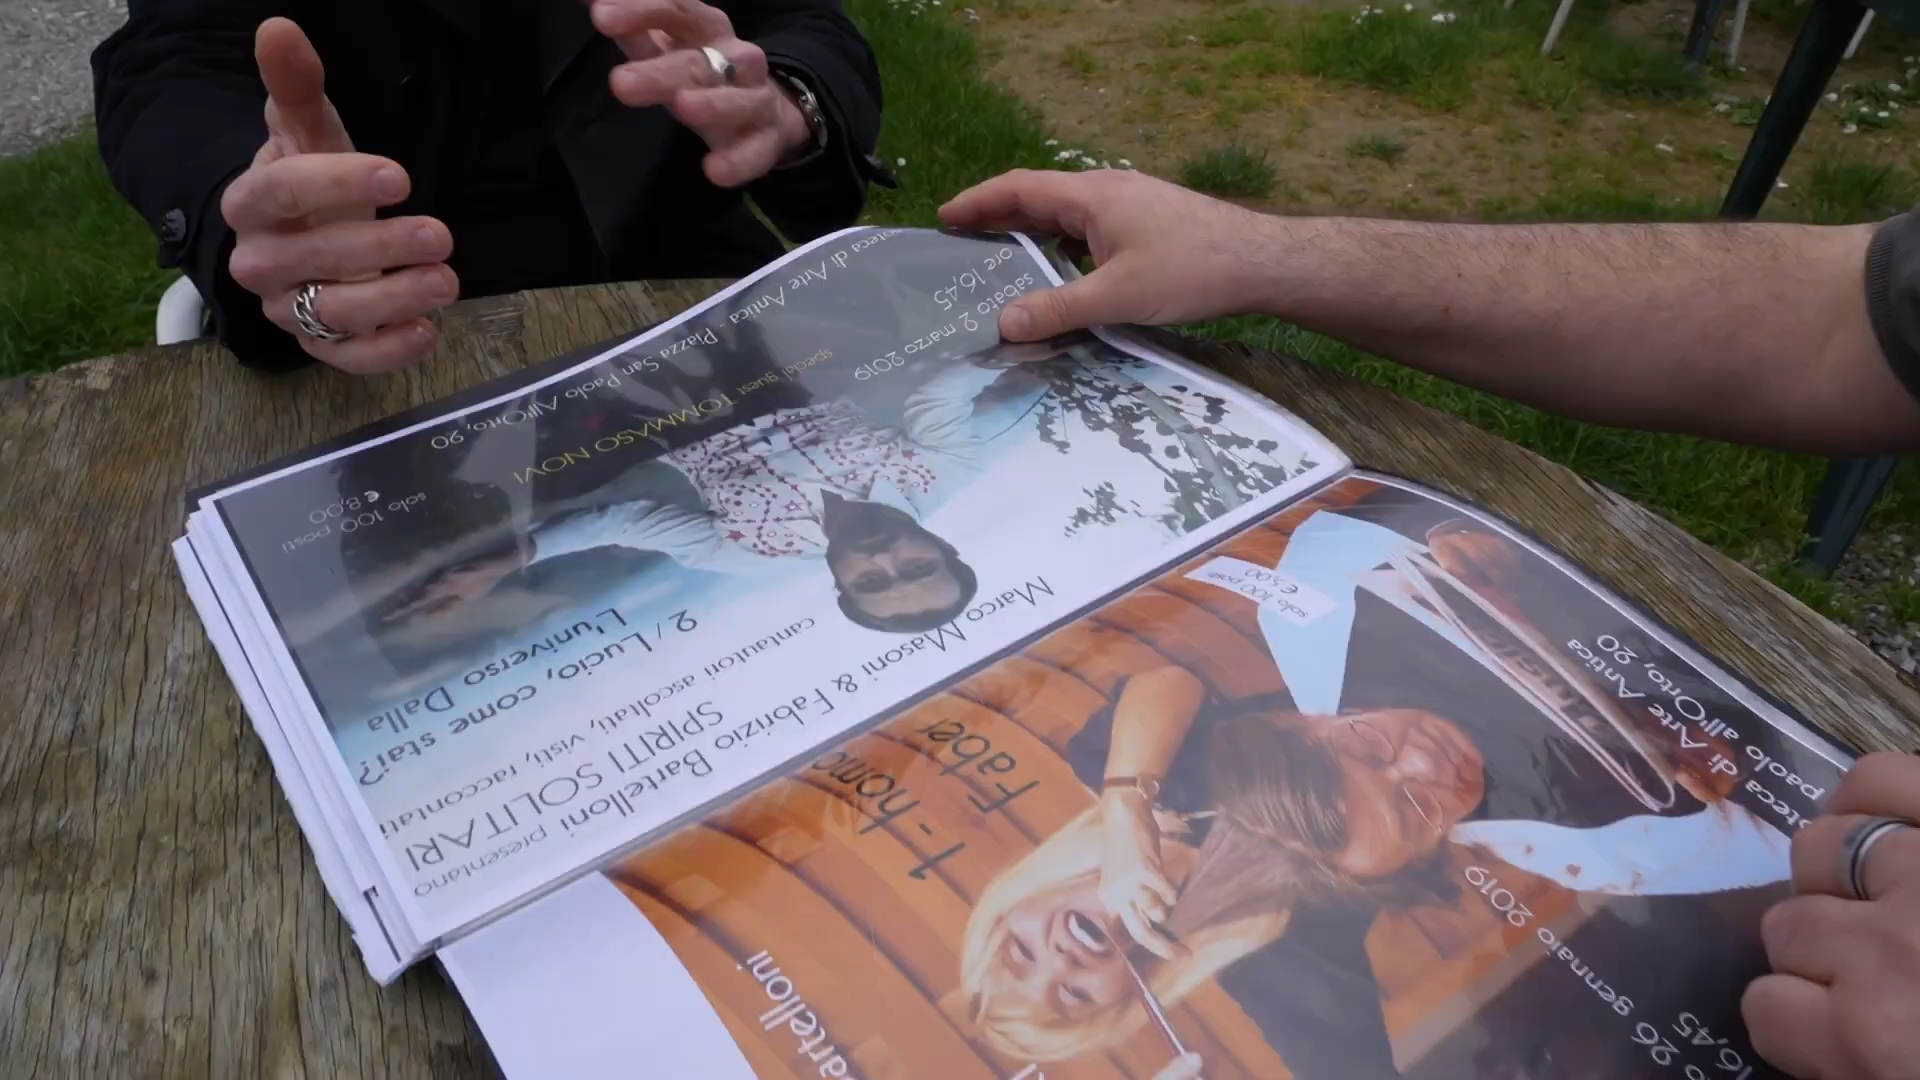 Marco Masoni & Fabrizio Bartelloni presentano
SPIRITI SOLITARI
cantautori ascoltati, visti, raccontati
2 / Lucio, come stai?
L'universo Dalla
solo 100 posti
€ 8,00
special guest TOMMASO NOVI
sabato 2 marzo 2019
ore 16,45
oteca di Arte Antica - Piazza San Paolo All'Orto, 20
artelloni
1 - homo
Faber
solo 100 posti
€ 5,00
26 gennaio 2019
16,45
teca di Arte Antica
paolo all'Orto, 20